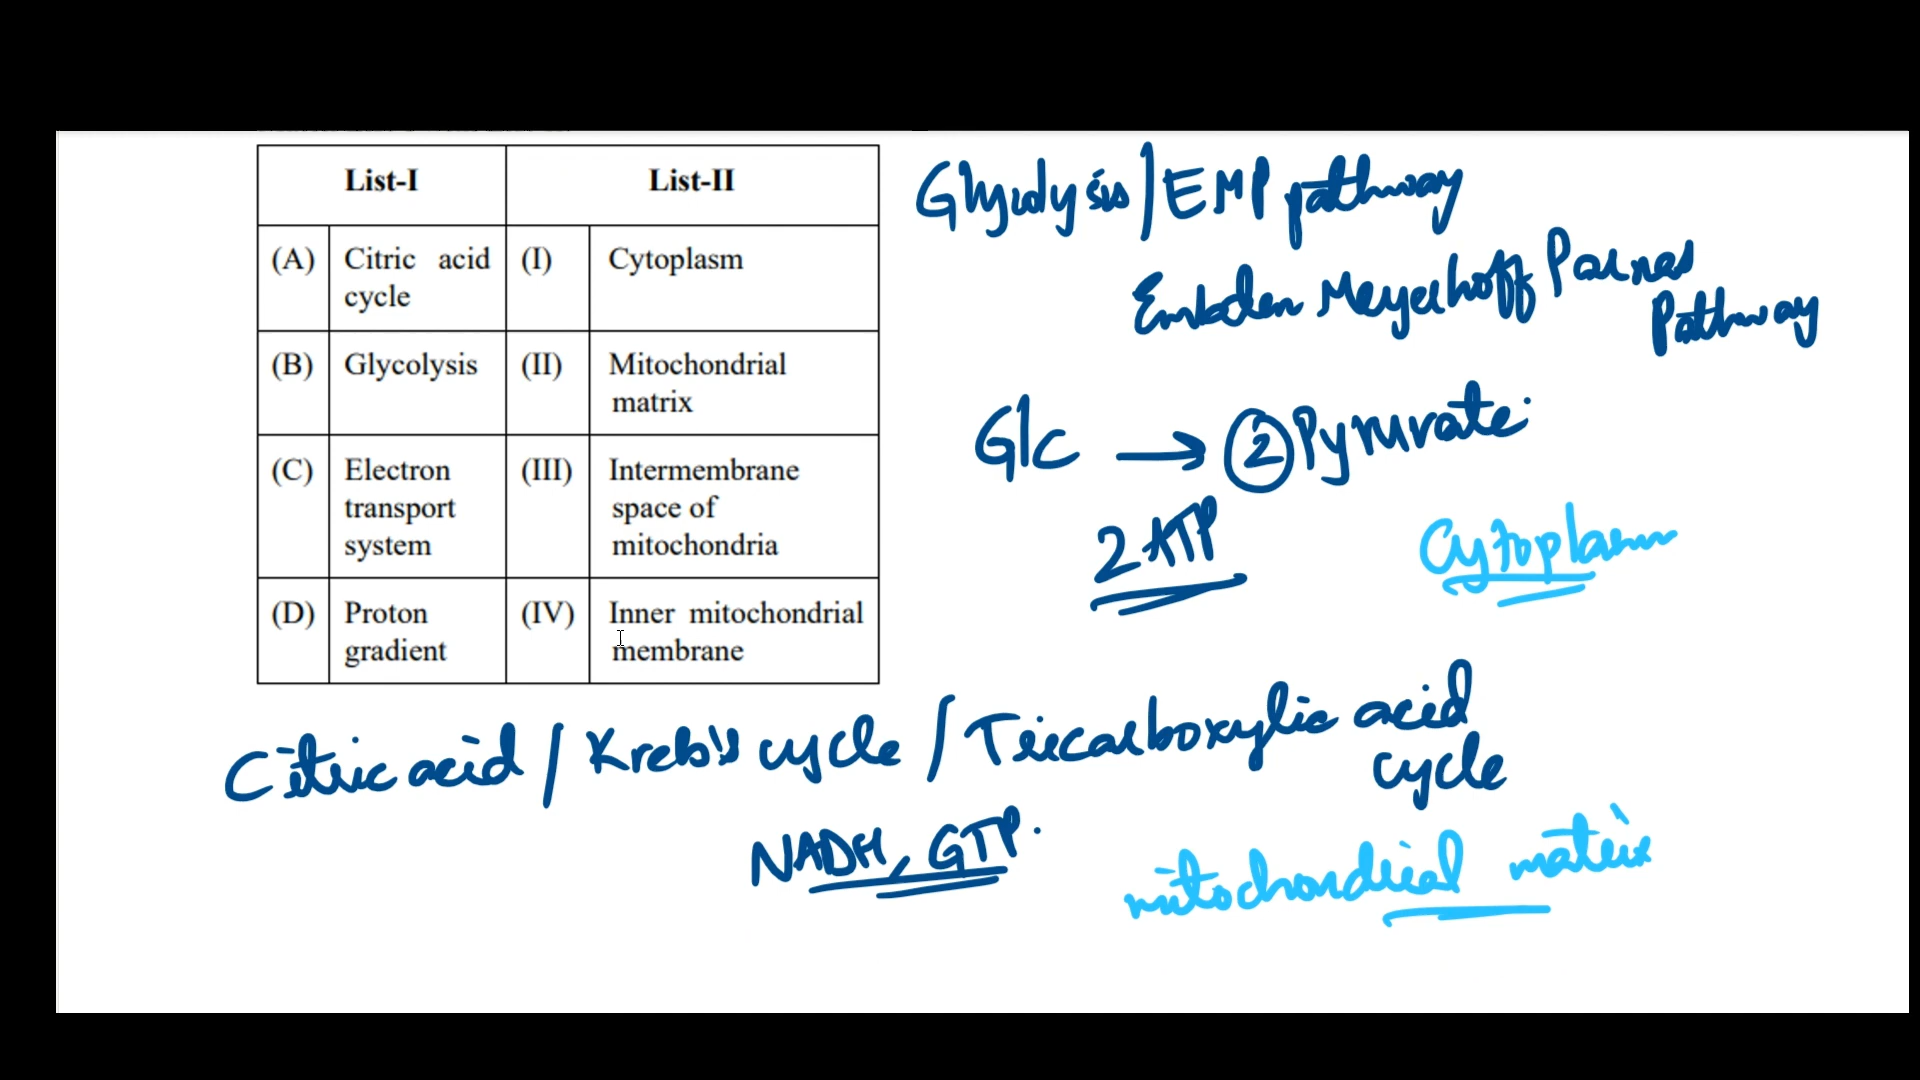 List-I List-II
(A) Citric acid cycle (I) Cytoplasm
(B) Glycolysis (II) Mitochondrial matrix
(C) Electron transport system (III) Intermembrane space of mitochondria
(D) Proton gradient (IV) Inner mitochondrial membrane
Glycolysis / EMP pathway
Embden Meyerhoff Parnas
Pathway
Glc → 2 Pyruvate
2 ATP
Cytoplasm
Citric acid / Kreb's cycle / Tricarboxylic acid
cycle
NADH, GTP.
mitochondrial matrix